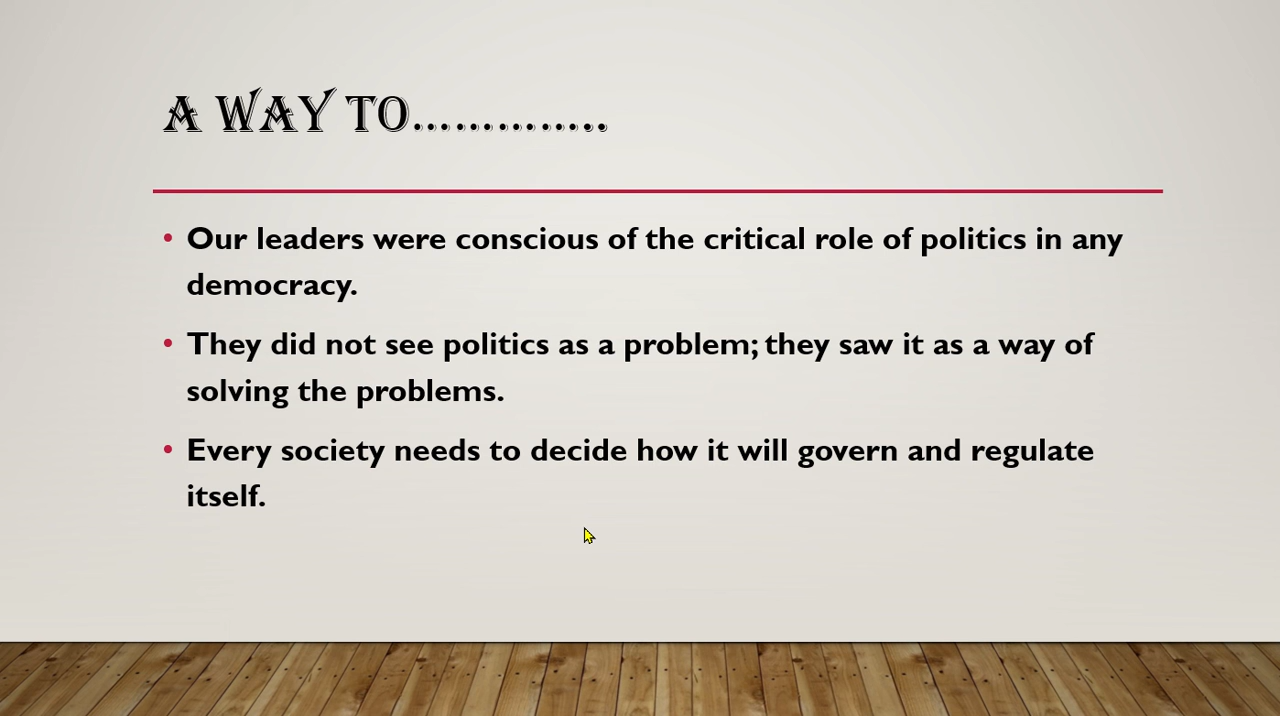 A WAY TO…………..
• Our leaders were conscious of the critical role of politics in any
democracy.
• They did not see politics as a problem; they saw it as a way of
solving the problems.
• Every society needs to decide how it will govern and regulate
itself.